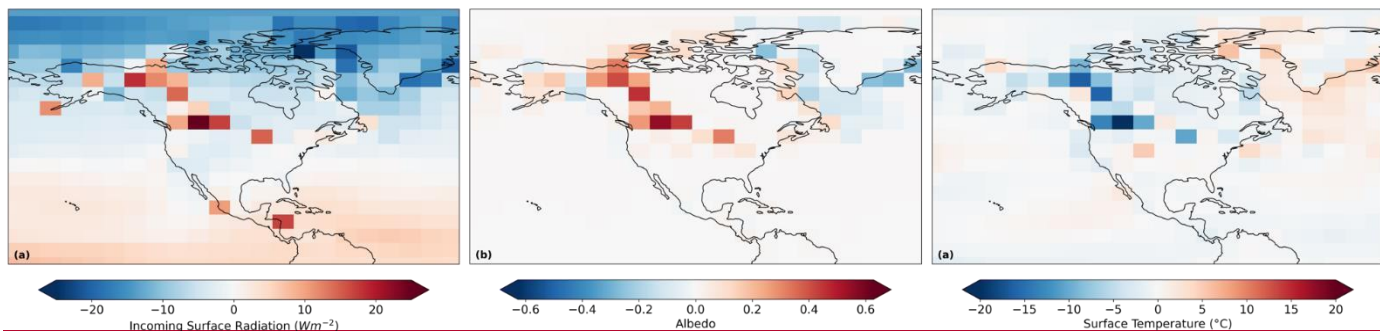 (a) (b) (a)
−20 −10 0 10 20 −0.6 −0.4 −0.2 0.0 0.2 0.4 0.6 −20 −15 −10 −5 0 5 10 15 20
Incoming Surface Radiation (Wm⁻²) Albedo Surface Temperature (°C)